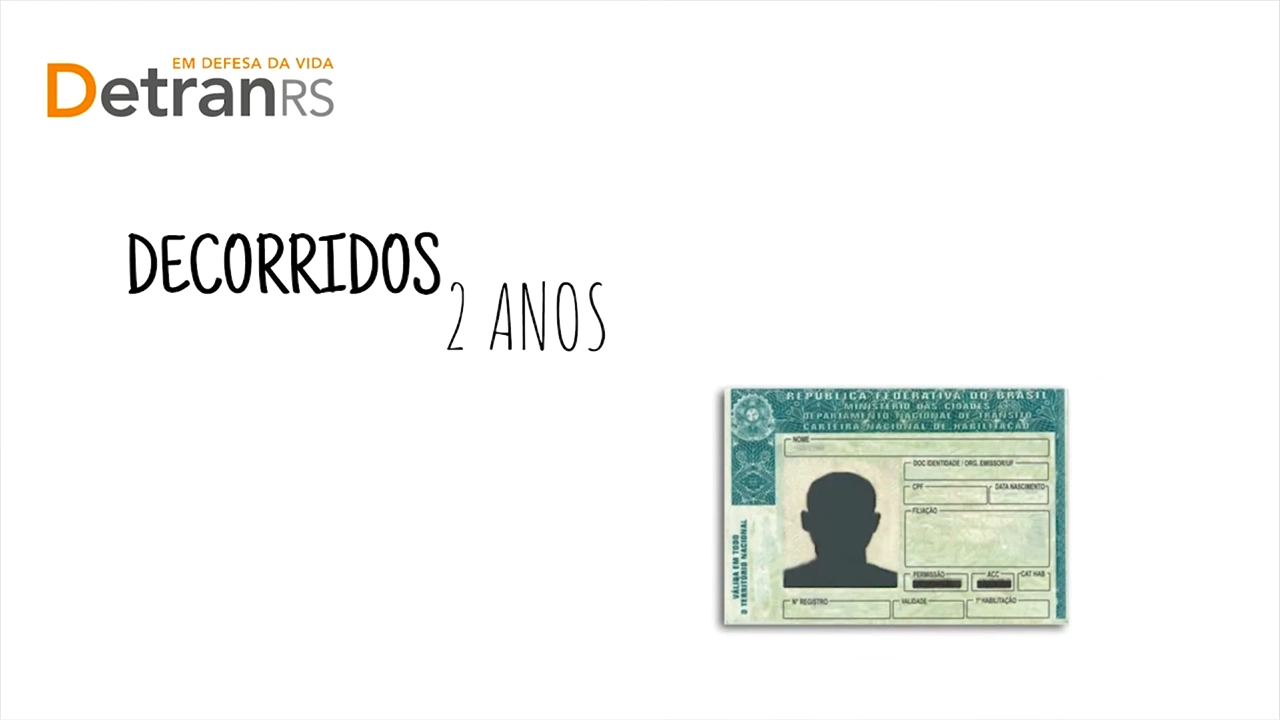 EM DEFESA DA VIDA
DetranRS
DECORRIDOS
2 ANOS
REPÚBLICA FEDERATIVA DO BRASIL
MINISTÉRIO DAS CIDADES
DEPARTAMENTO NACIONAL DE TRÂNSITO
CARTEIRA NACIONAL DE HABILITAÇÃO
NOME
DOC IDENTIDADE / ORG. EMISSOR/UF
CPF
DATA NASCIMENTO
FILIAÇÃO
PERMISSÃO
ACC
CAT HAB
VÁLIDA EM TODO
O TERRITÓRIO NACIONAL
Nº REGISTRO
VALIDADE
1ª HABILITAÇÃO